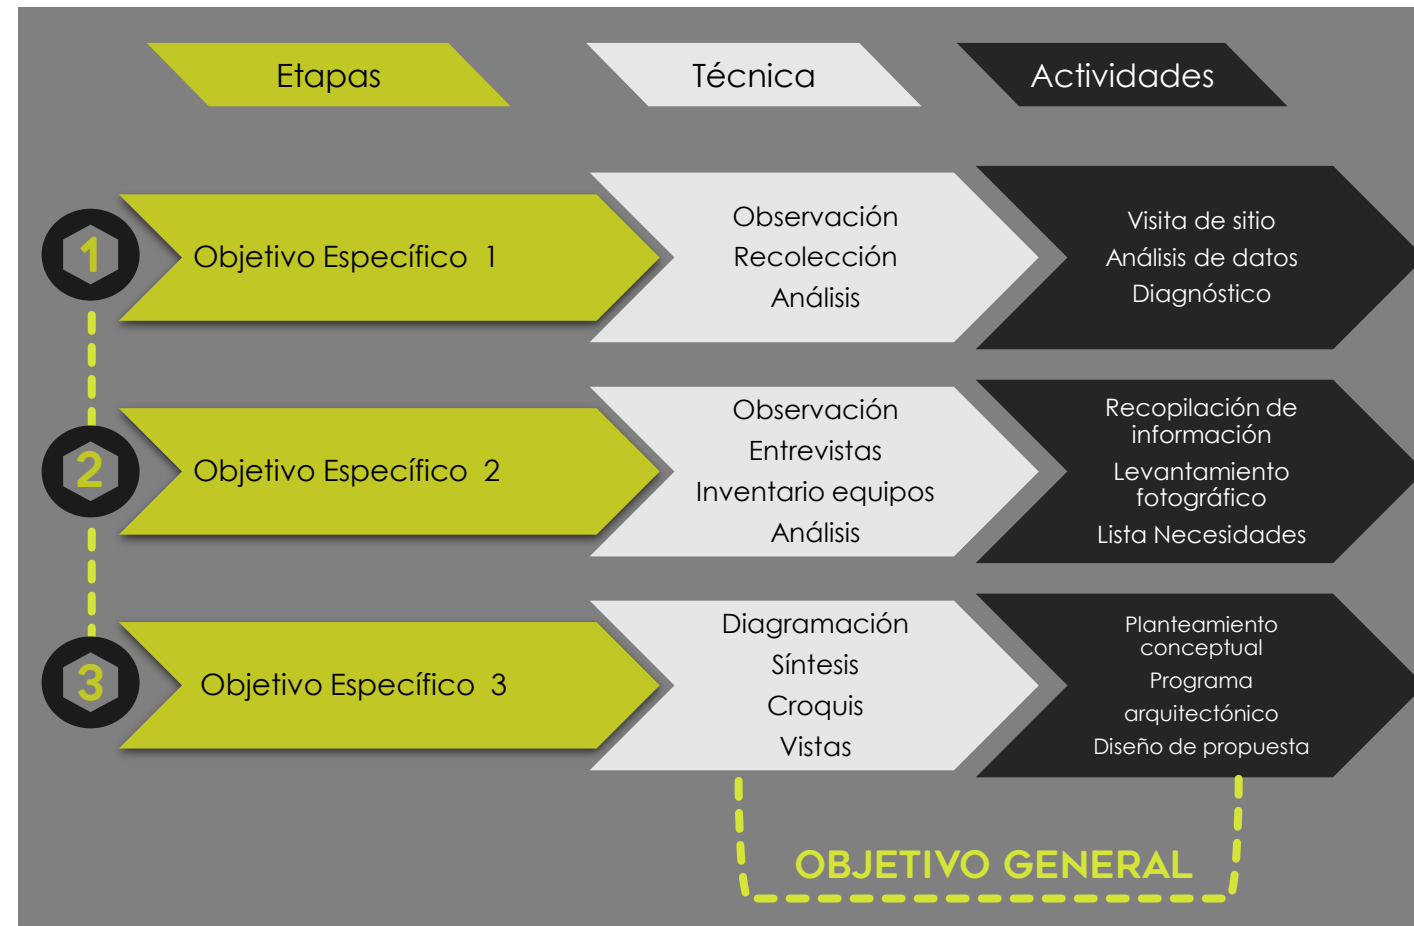 Etapas
Técnica
Actividades
1
Objetivo Específico 1
Observación
Recolección
Análisis
Visita de sitio
Análisis de datos
Diagnóstico
2
Objetivo Específico 2
Observación
Entrevistas
Inventario equipos
Análisis
Recopilación de
información
Levantamiento
fotográfico
Lista Necesidades
3
Objetivo Específico 3
Diagramación
Síntesis
Croquis
Vistas
Planteamiento
conceptual
Programa
arquitectónico
Diseño de propuesta
OBJETIVO GENERAL